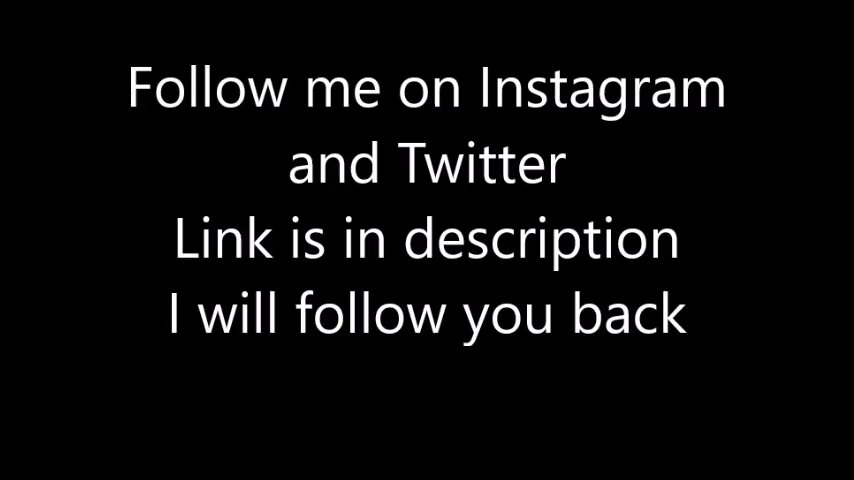 Follow me on Instagram
and Twitter
Link is in description
I will follow you back